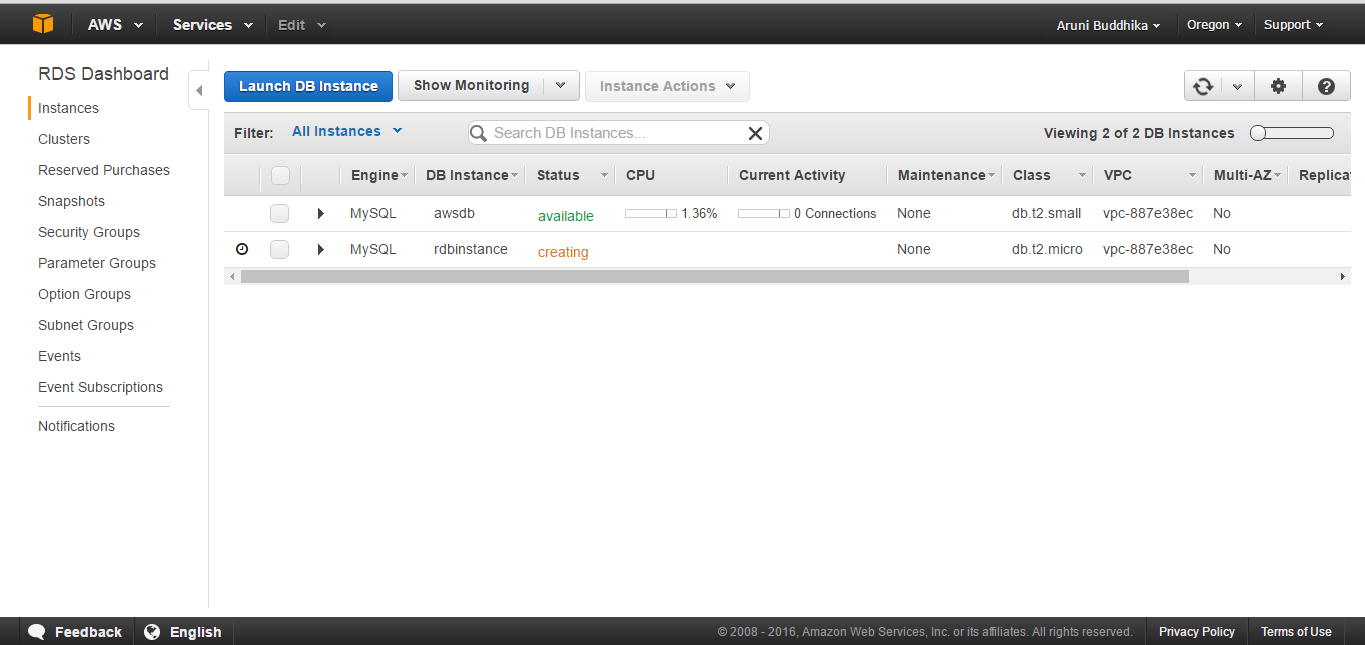 AWS Services Edit Aruni Buddhika Oregon Support
RDS Dashboard
Instances
Clusters
Reserved Purchases
Snapshots
Security Groups
Parameter Groups
Option Groups
Subnet Groups
Events
Event Subscriptions
Notifications
Launch DB Instance Show Monitoring Instance Actions
Filter: All Instances Search DB Instances... Viewing 2 of 2 DB Instances
Engine DB Instance Status CPU Current Activity Maintenance Class VPC Multi-AZ Replica
MySQL awsdb available 1.36% 0 Connections None db.t2.small vpc-887e38ec No
MySQL rdbinstance creating None db.t2.micro vpc-887e38ec No
Feedback English © 2008 - 2016, Amazon Web Services, Inc. or its affiliates. All rights reserved. Privacy Policy Terms of Use